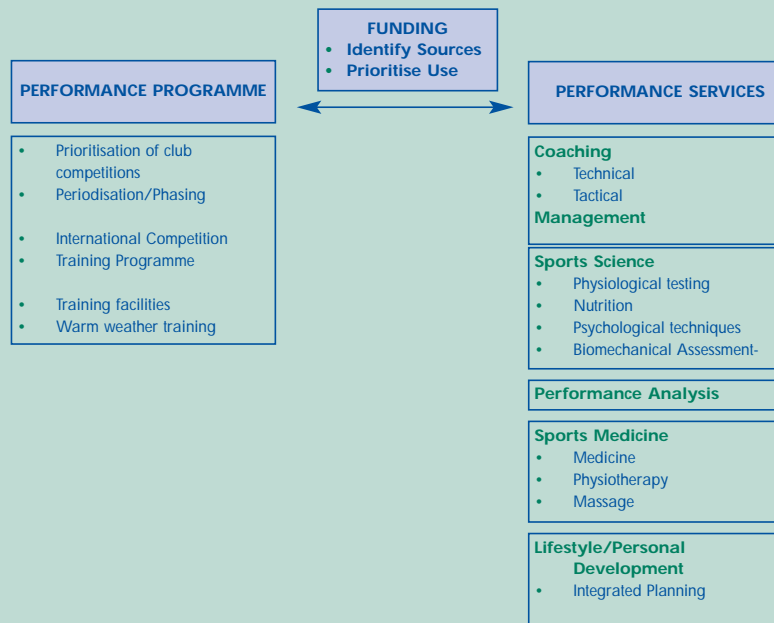 FUNDING
• Identify Sources
• Prioritise Use
PERFORMANCE PROGRAMME
• Prioritisation of club
competitions
• Periodisation/Phasing
• International Competition
• Training Programme
• Training facilities
• Warm weather training
PERFORMANCE SERVICES
Coaching
• Technical
• Tactical
Management
Sports Science
• Physiological testing
• Nutrition
• Psychological techniques
• Biomechanical Assessment-
Performance Analysis
Sports Medicine
• Medicine
• Physiotherapy
• Massage
Lifestyle/Personal
Development
• Integrated Planning